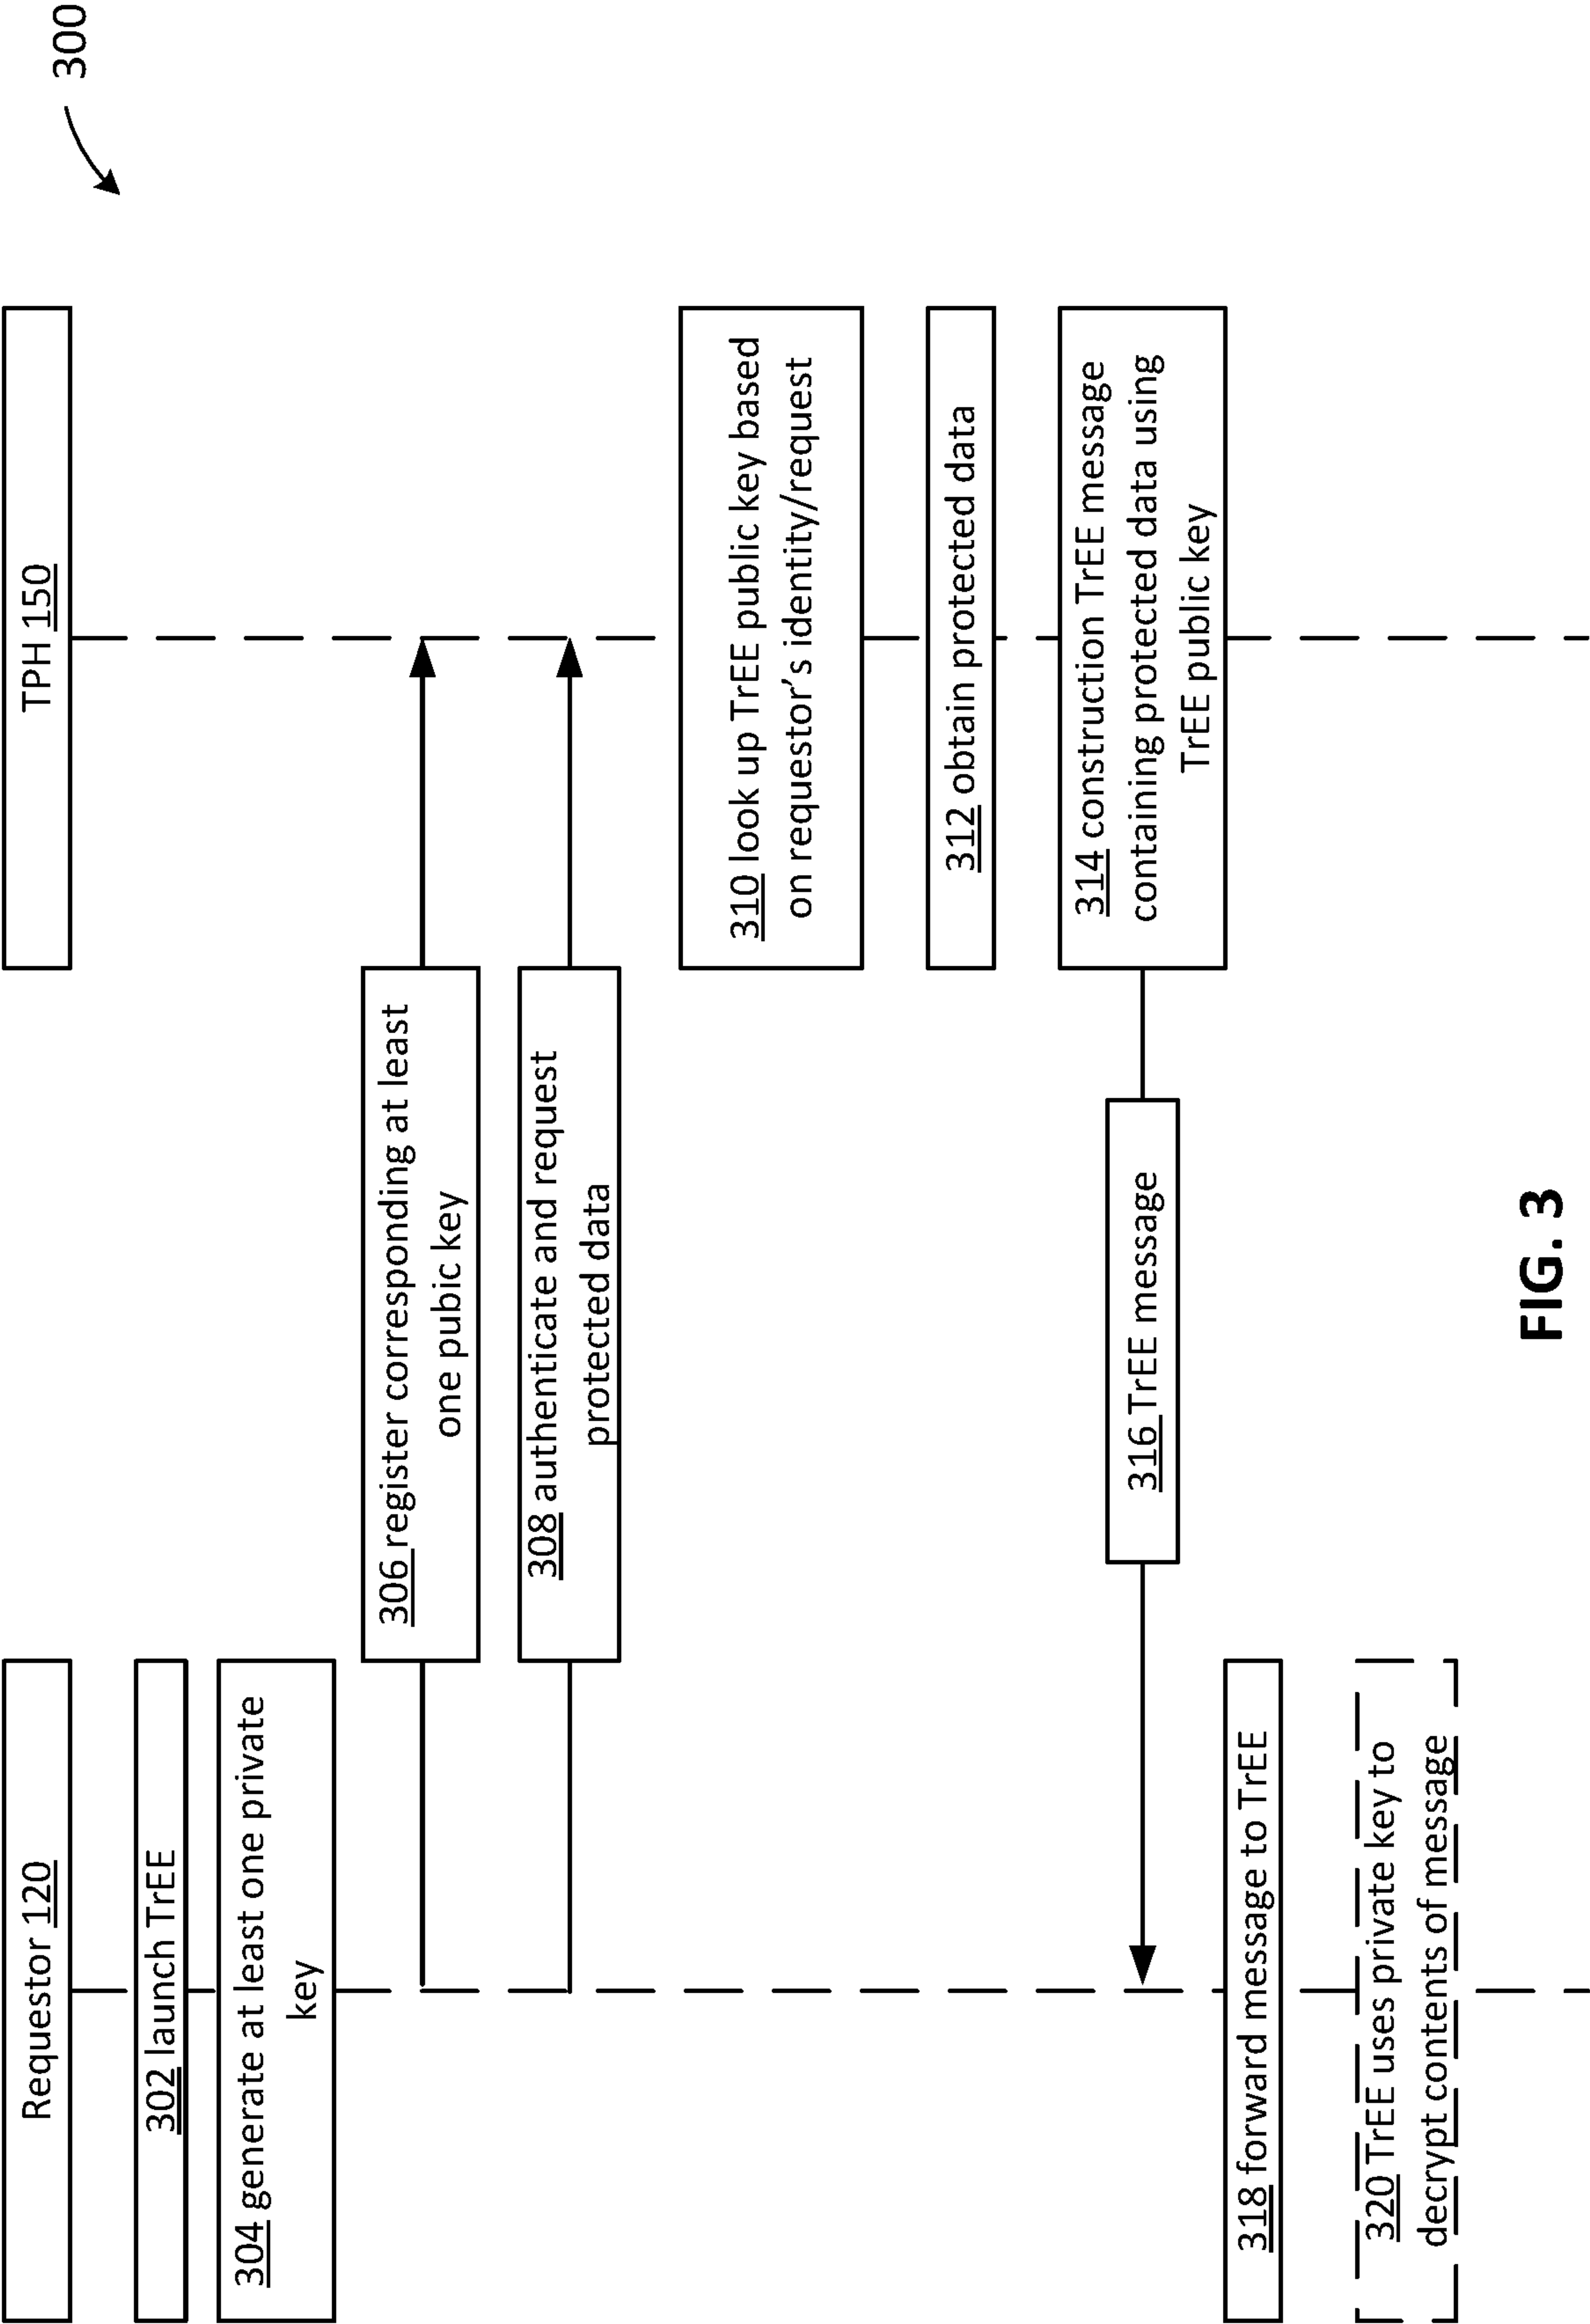 300
Requestor 120
TPH 150
302 launch TrEE
304 generate at least one private
key
306 register corresponding at least
one pubic key
308 authenticate and request
protected data
310 look up TrEE public key based
on requestor's identity/request
312 obtain protected data
314 construction TrEE message
containing protected data using
TrEE public key
316 TrEE message
318 forward message to TrEE
320 TrEE uses private key to
decrypt contents of message
FIG. 3